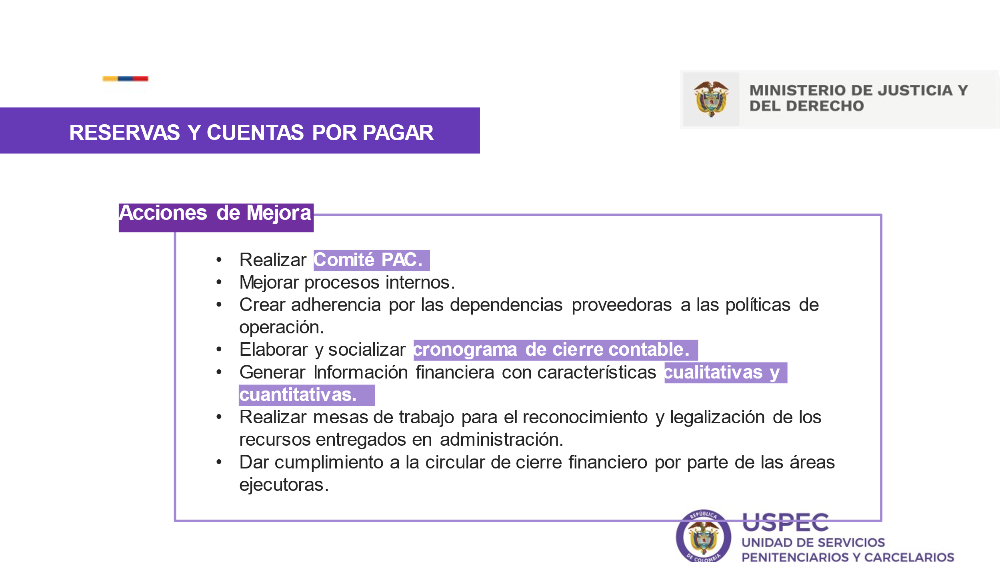 MINISTERIO DE JUSTICIA Y
DEL DERECHO
RESERVAS Y CUENTAS POR PAGAR
Acciones de Mejora
• Realizar Comité PAC.
• Mejorar procesos internos.
• Crear adherencia por las dependencias proveedoras a las políticas de
operación.
• Elaborar y socializar cronograma de cierre contable.
• Generar Información financiera con características cualitativas y
cuantitativas.
• Realizar mesas de trabajo para el reconocimiento y legalización de los
recursos entregados en administración.
• Dar cumplimiento a la circular de cierre financiero por parte de las áreas
ejecutoras.
REPÚBLICA
DE COLOMBIA
USPEC
UNIDAD DE SERVICIOS
PENITENCIARIOS Y CARCELARIOS